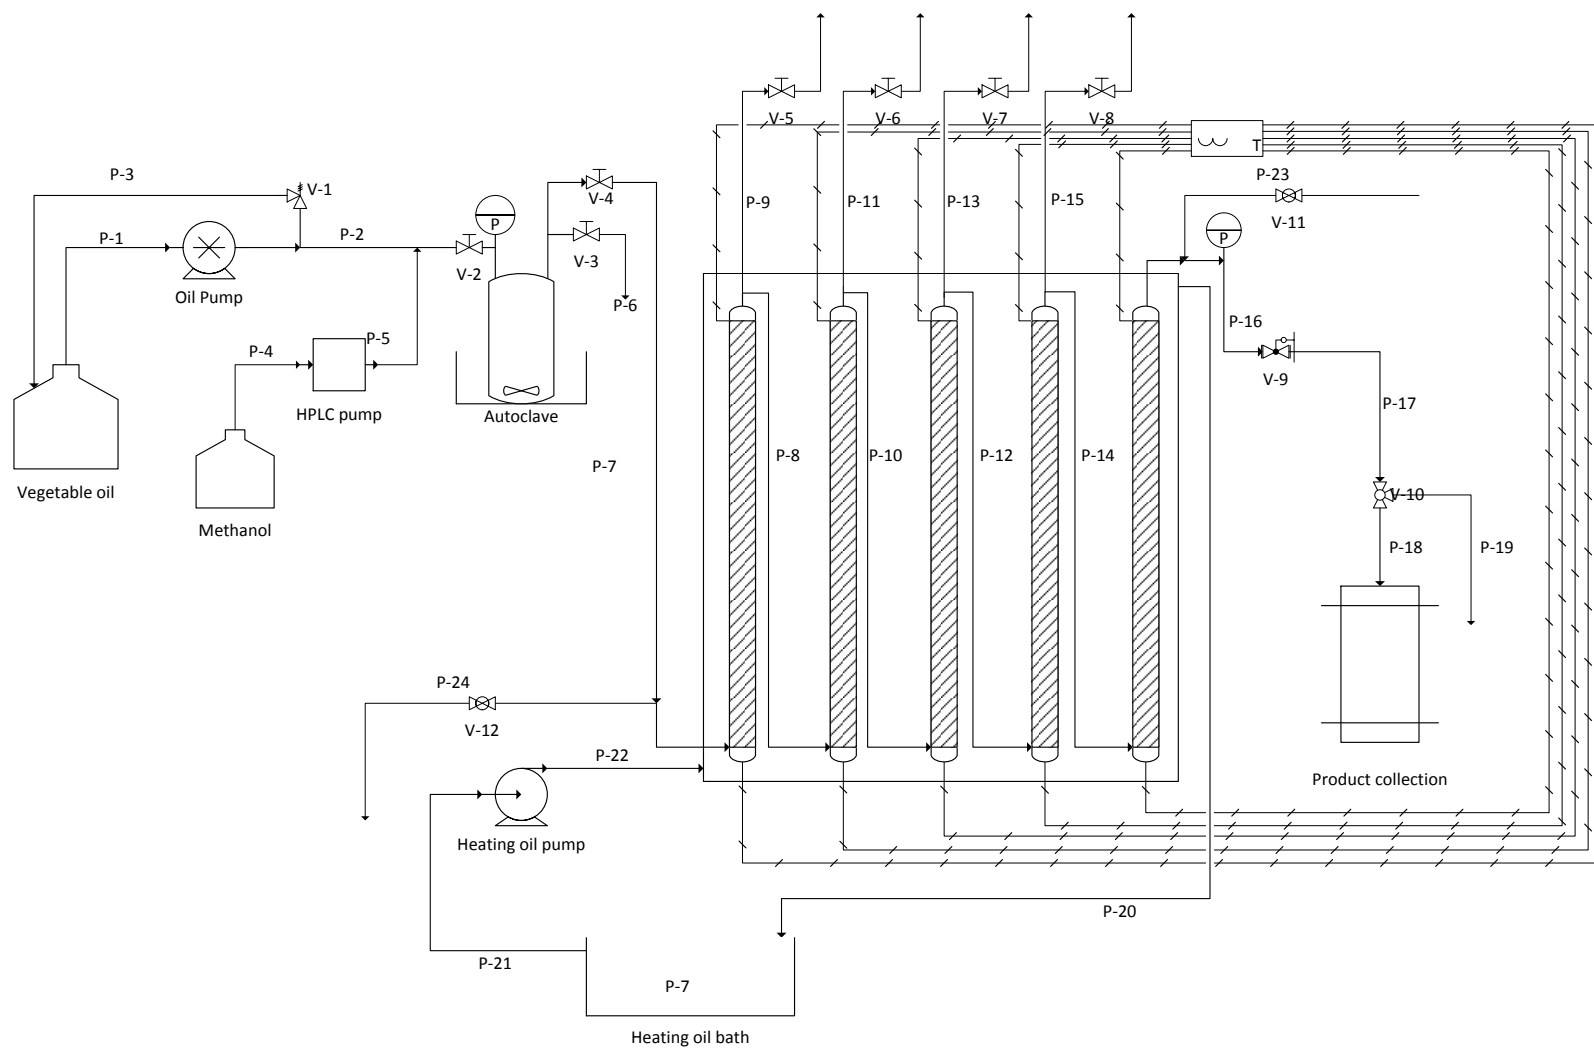 V-5
V-6
V-7
V-8
T
P-3
V-1
P-23
V-4
P-9
P-11
P-13
P-15
P
V-11
P-1
P-2
P
V-2
V-3
Oil Pump
P-6
P-16
P-5
P-4
V-9
HPLC pump
Autoclave
P-17
P-8
P-10
P-12
P-14
P-7
Vegetable oil
V-10
Methanol
P-18
P-19
P-24
V-12
P-22
Product collection
Heating oil pump
P-20
P-21
P-7
Heating oil bath